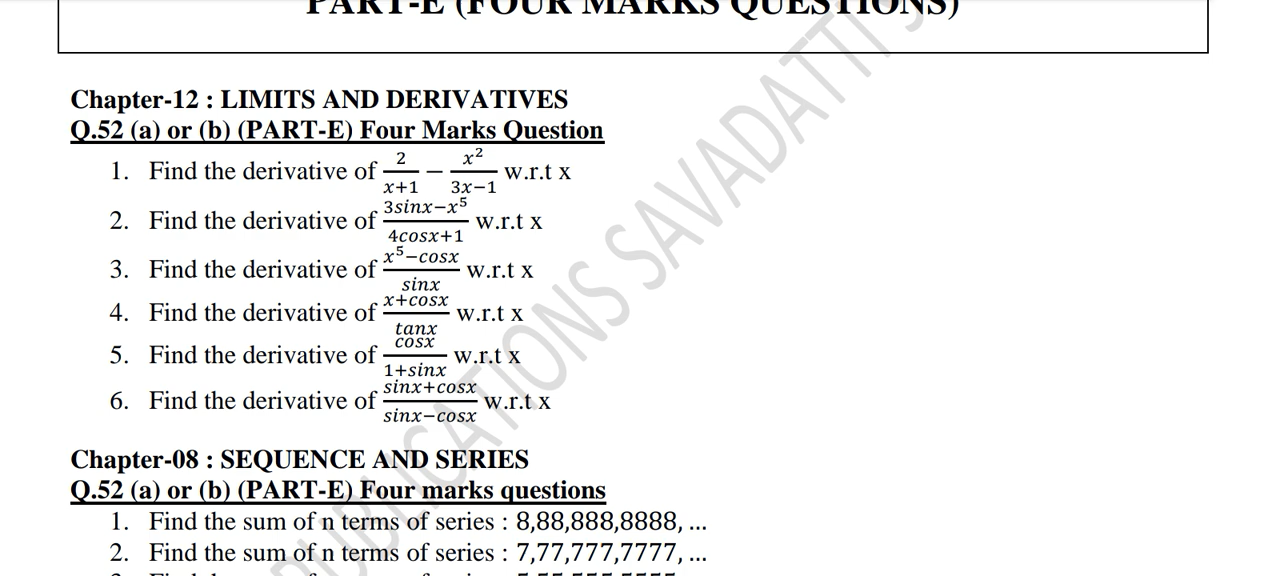 PART-E (FOUR MARKS QUESTIONS)
Chapter-12 : LIMITS AND DERIVATIVES
Q.52 (a) or (b) (PART-E) Four Marks Question
1. Find the derivative of 2/(x+1) − x²/(3x−1) w.r.t x
2. Find the derivative of (3sinx−x⁵)/(4cosx+1) w.r.t x
3. Find the derivative of (x⁵−cosx)/sinx w.r.t x
4. Find the derivative of (x+cosx)/tanx w.r.t x
5. Find the derivative of cosx/(1+sinx) w.r.t x
6. Find the derivative of (sinx+cosx)/(sinx−cosx) w.r.t x
Chapter-08 : SEQUENCE AND SERIES
Q.52 (a) or (b) (PART-E) Four marks questions
1. Find the sum of n terms of series : 8,88,888,8888, ...
2. Find the sum of n terms of series : 7,77,777,7777, ...
PUBLICATIONS SAVADATTI